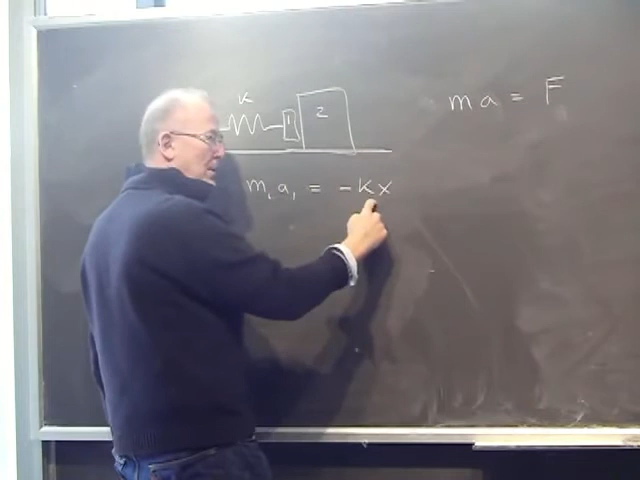 K
1
2
ma = F
m₁a₁ = -Kx